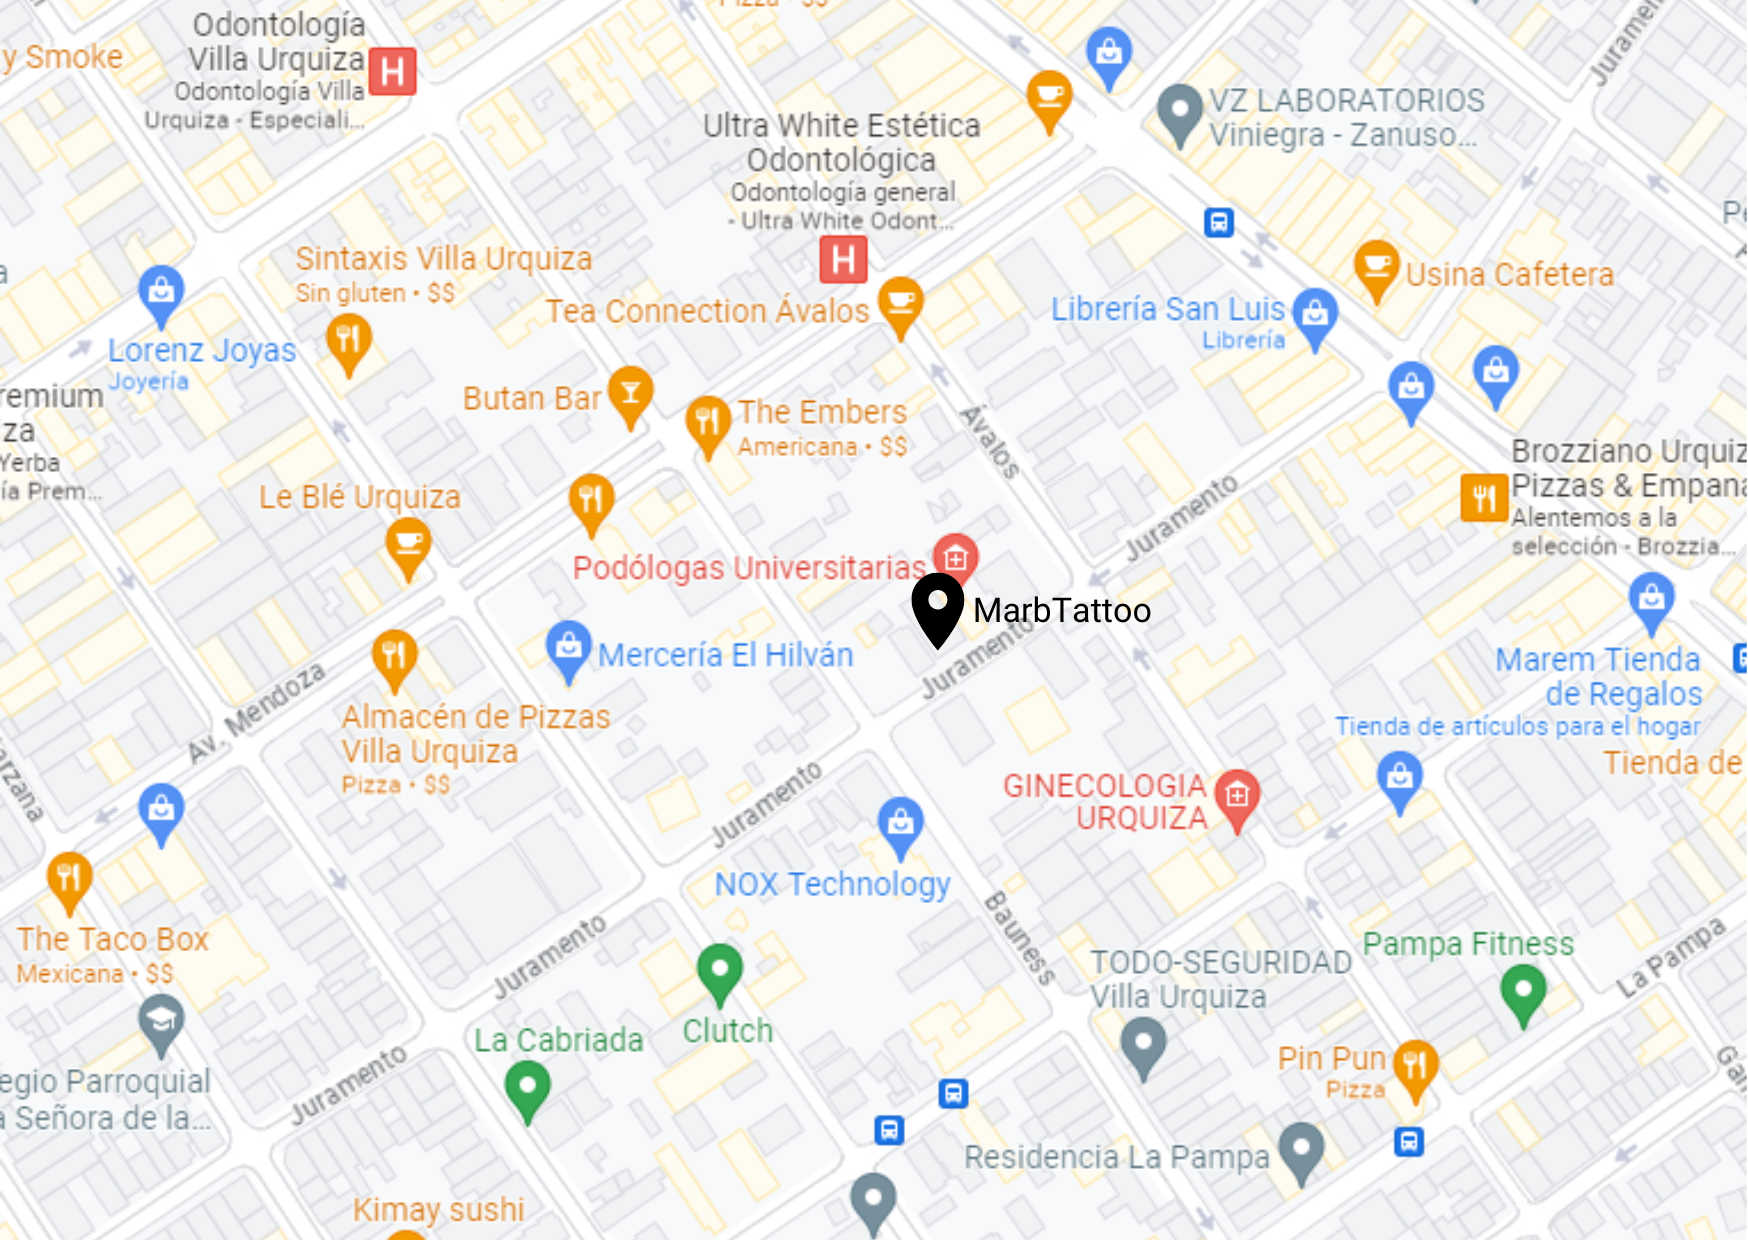 Pizza • $$
Odontología
Villa Urquiza
Odontología Villa
Urquiza - Especiali...
y Smoke
Juramen
VZ LABORATORIOS
Viniegra - Zanuso...
Ultra White Estética
Odontológica
Odontología general
- Ultra White Odont...
Pe
Sintaxis Villa Urquiza
Sin gluten • $$
Tea Connection Ávalos
Usina Cafetera
Librería San Luis
Librería
Lorenz Joyas
Joyería
remium
za
Yerba
ía Prem...
Butan Bar
The Embers
Americana • $$
Ávalos
Juramento
Brozziano Urquiz
Pizzas & Empana
Alentemos a la
selección - Brozzia...
Le Blé Urquiza
Podólogas Universitarias
MarbTattoo
Juramento
Mercería El Hilván
Marem Tienda
de Regalos
Tienda de artículos para el hogar
Tienda de
Av. Mendoza
Almacén de Pizzas
Villa Urquiza
Pizza • $$
arzana
Juramento
GINECOLOGIA
URQUIZA
NOX Technology
Bauness
The Taco Box
Mexicana • $$
Juramento
TODO-SEGURIDAD
Villa Urquiza
Pampa Fitness
La Pampa
La Cabriada
Clutch
Juramento
egio Parroquial
a Señora de la...
Pin Pun
Pizza
Residencia La Pampa
Kimay sushi